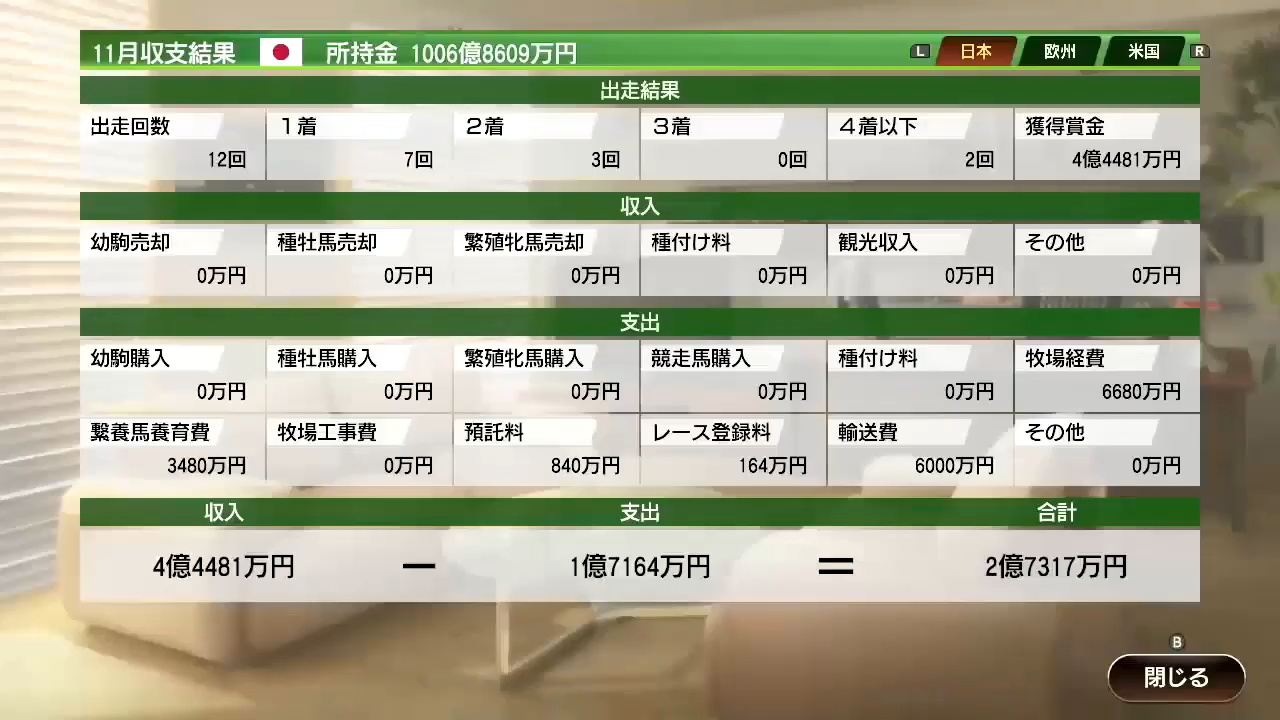 11月収支結果 所持金 1006億8609万円 L 日本 欧州 米国 R
出走結果
出走回数 1着 2着 3着 4着以下 獲得賞金
12回 7回 3回 0回 2回 4億4481万円
収入
幼駒売却 種牡馬売却 繁殖牝馬売却 種付け料 観光収入 その他
0万円 0万円 0万円 0万円 0万円 0万円
支出
幼駒購入 種牡馬購入 繁殖牝馬購入 競走馬購入 種付け料 牧場経費
0万円 0万円 0万円 0万円 0万円 6680万円
繋養馬養育費 牧場工事費 預託料 レース登録料 輸送費 その他
3480万円 0万円 840万円 164万円 6000万円 0万円
収入 支出 合計
4億4481万円 － 1億7164万円 ＝ 2億7317万円
B
閉じる